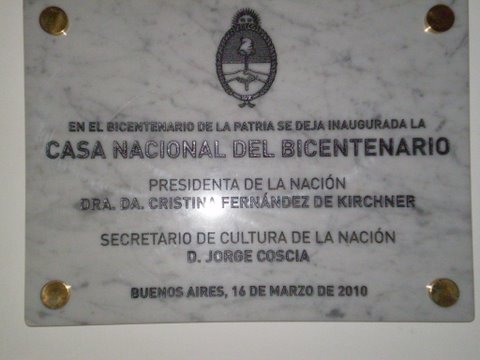 EN EL BICENTENARIO DE LA PATRIA SE DEJA INAUGURADA LA
CASA NACIONAL DEL BICENTENARIO
PRESIDENTA DE LA NACIÓN
DRA. DA. CRISTINA FERNÁNDEZ DE KIRCHNER
SECRETARIO DE CULTURA DE LA NACIÓN
D. JORGE COSCIA
BUENOS AIRES, 16 DE MARZO DE 2010